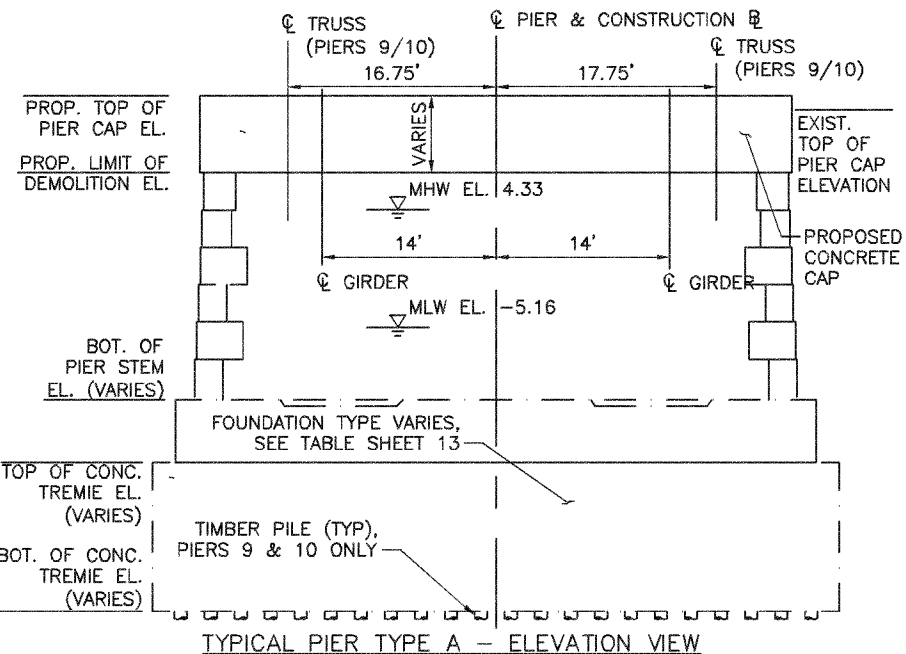 ℄ TRUSS
(PIERS 9/10)
℄ PIER & CONSTRUCTION BL
℄ TRUSS
(PIERS 9/10)
16.75'
17.75'
PROP. TOP OF
PIER CAP EL.
VARIES
EXIST.
TOP OF
PIER CAP
ELEVATION
PROP. LIMIT OF
DEMOLITION EL.
MHW EL. 4.33
PROPOSED
CONCRETE
CAP
14'
14'
℄ GIRDER
℄ GIRDER
MLW EL. -5.16
BOT. OF
PIER STEM
EL. (VARIES)
FOUNDATION TYPE VARIES,
SEE TABLE SHEET 13
TOP OF CONC.
TREMIE EL.
(VARIES)
TIMBER PILE (TYP),
PIERS 9 & 10 ONLY
BOT. OF CONC.
TREMIE EL.
(VARIES)
TYPICAL PIER TYPE A - ELEVATION VIEW